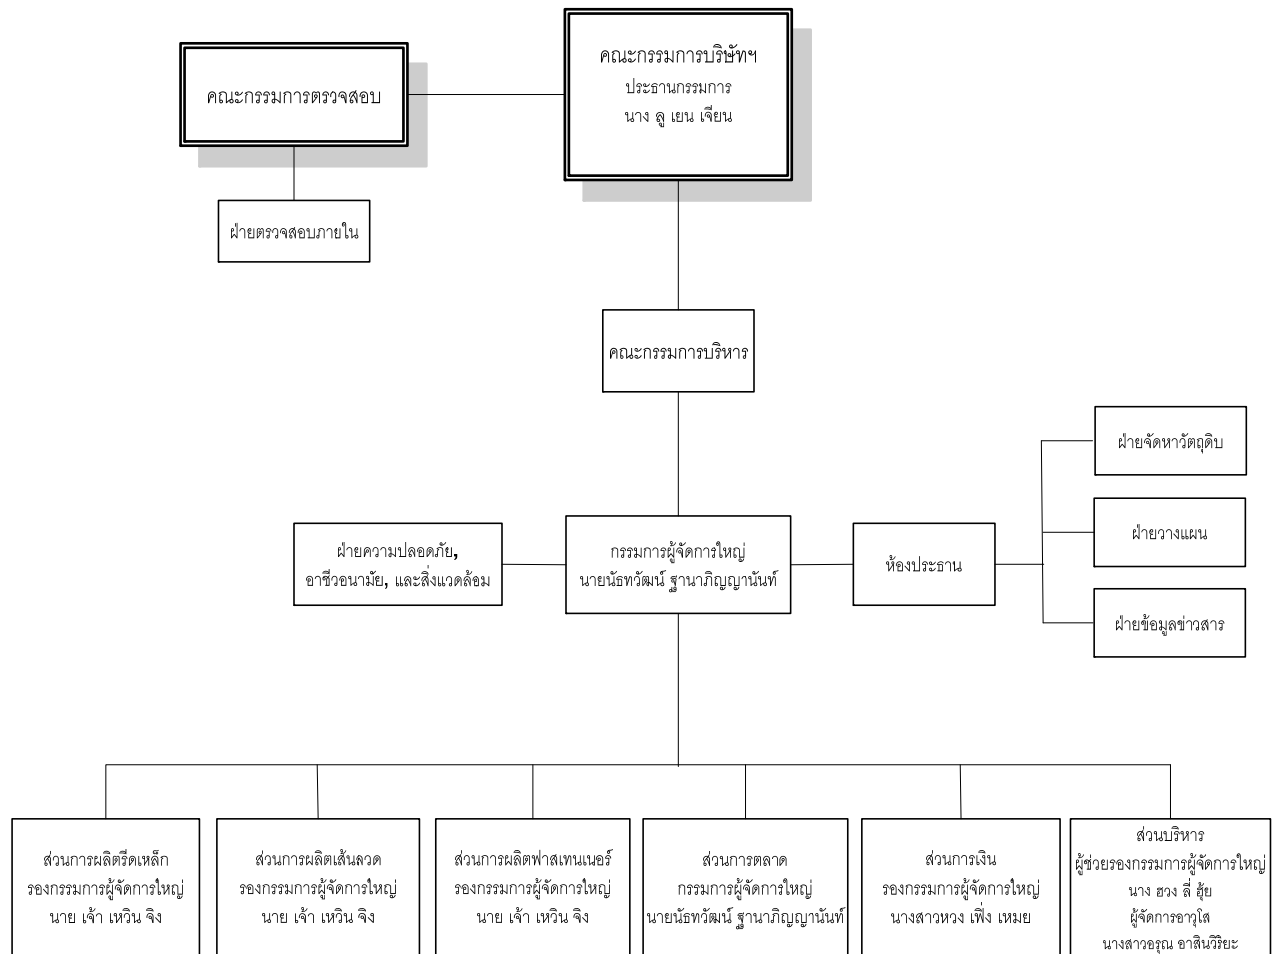 คณะกรรมการบริษัทฯ
ประธานกรรมการ
นาง ลู เยน เจียน
คณะกรรมการตรวจสอบ
ฝ่ายตรวจสอบภายใน
คณะกรรมการบริหาร
ฝ่ายจัดหาวัตถุดิบ
ฝ่ายวางแผน
ฝ่ายข้อมูลข่าวสาร
ฝ่ายความปลอดภัย,
อาชีวอนามัย, และสิ่งแวดล้อม
กรรมการผู้จัดการใหญ่
นายนัธทวัฒน์ ฐานาภิญญานันท์
ห้องประธาน
ส่วนการผลิตรีดเหล็ก
รองกรรมการผู้จัดการใหญ่
นาย เจ้า เหวิน จิง
ส่วนการผลิตเส้นลวด
รองกรรมการผู้จัดการใหญ่
นาย เจ้า เหวิน จิง
ส่วนการผลิตฟาสเทนเนอร์
รองกรรมการผู้จัดการใหญ่
นาย เจ้า เหวิน จิง
ส่วนการตลาด
กรรมการผู้จัดการใหญ่
นายนัธทวัฒน์ ฐานาภิญญานันท์
ส่วนการเงิน
รองกรรมการผู้จัดการใหญ่
นางสาวหวง เฟิ่ง เหมย
ส่วนบริหาร
ผู้ช่วยรองกรรมการผู้จัดการใหญ่
นาง ฮวง ลี่ ฮุ้ย
ผู้จัดการอาวุโส
นางสาวอรุณ อาสินวิริยะ